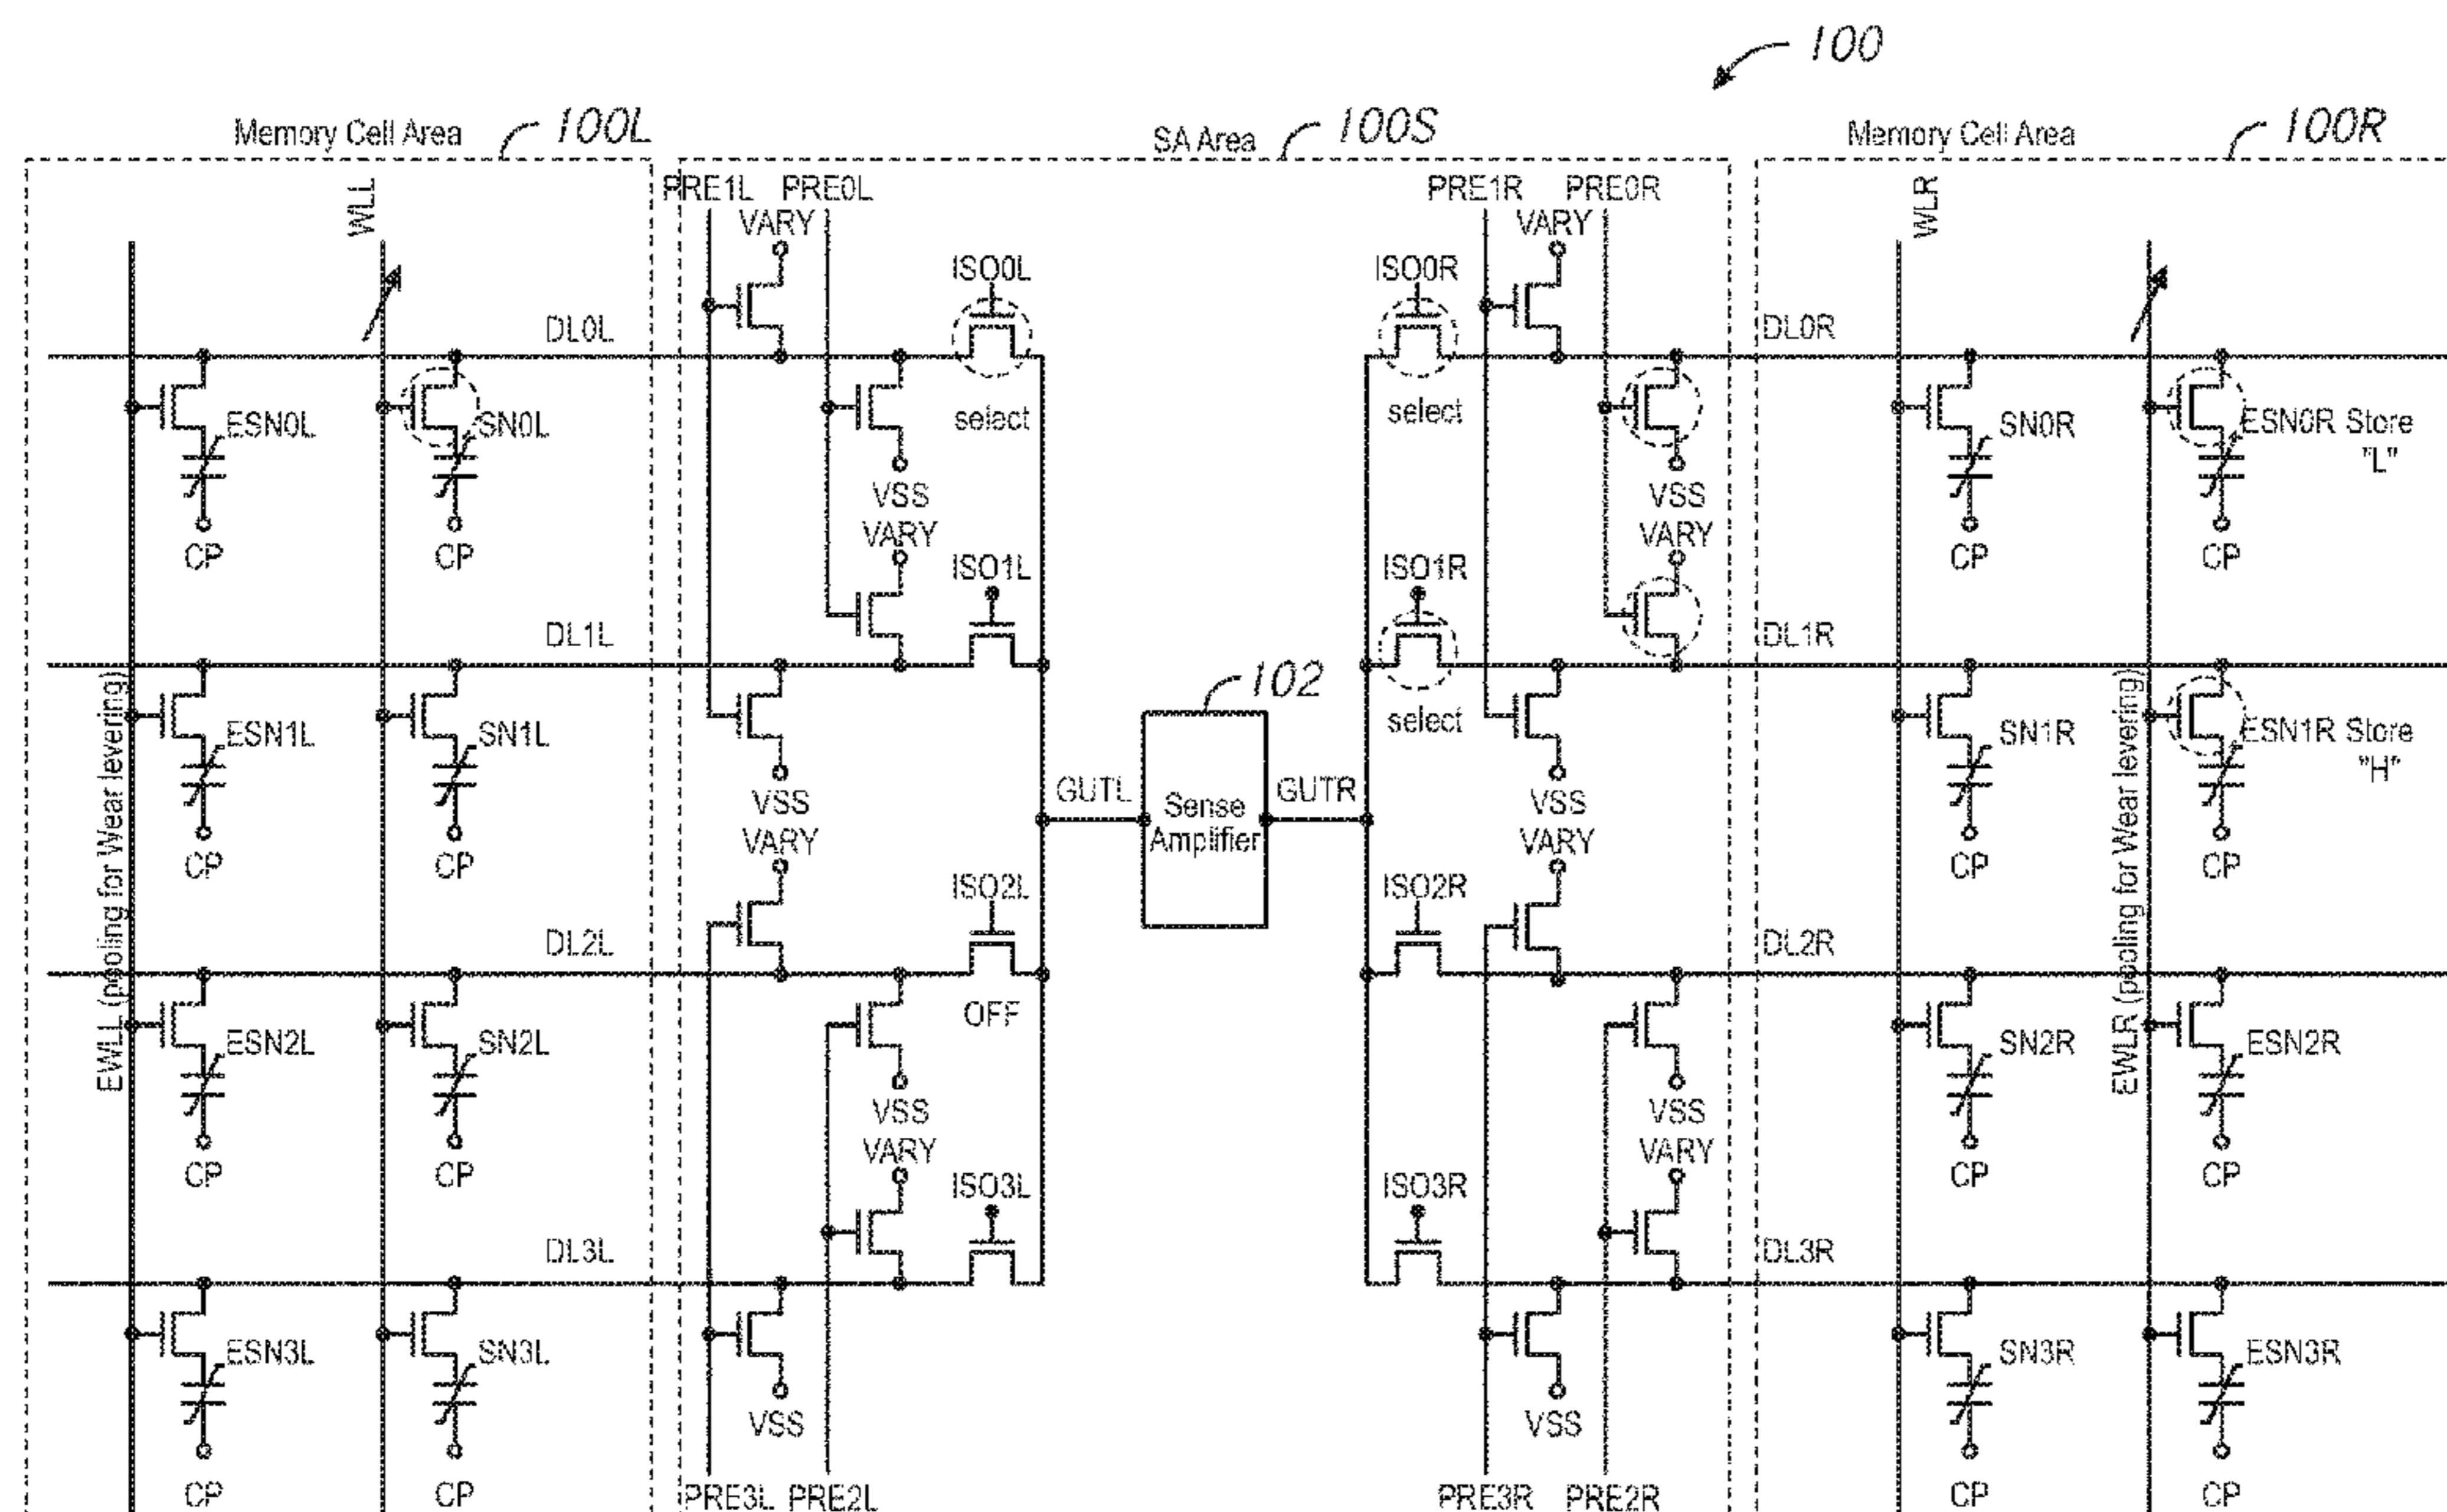 100
Memory Cell Area
100L
SA Area
100S
Memory Cell Area
100R
WLL
PRE1L
PRE0L
VARY
PRE1R
PRE0R
VARY
WLR
ISO0L
ISO0R
DL0L
DL0R
ESN0L
SN0L
select
select
SN0R
ESN0R Store
"L"
VSS
VARY
VSS
VARY
CP
CP
CP
CP
ISO1L
ISO1R
DL1L
DL1R
102
EWLL (pooling for Wear levering)
EWLR (pooling for Wear levering)
ESN1L
SN1L
select
SN1R
ESN1R Store
"H"
GUTL
Sense
Amplifier
GUTR
VSS
VARY
VSS
VARY
CP
CP
CP
CP
ISO2L
ISO2R
DL2L
DL2R
OFF
ESN2L
SN2L
SN2R
ESN2R
VSS
VARY
VSS
VARY
CP
CP
CP
CP
ISO3L
ISO3R
DL3L
DL3R
ESN3L
SN3L
SN3R
ESN3R
VSS
VSS
CP
CP
PRE3L
PRE2L
PRE3R
PRE2R
CP
CP